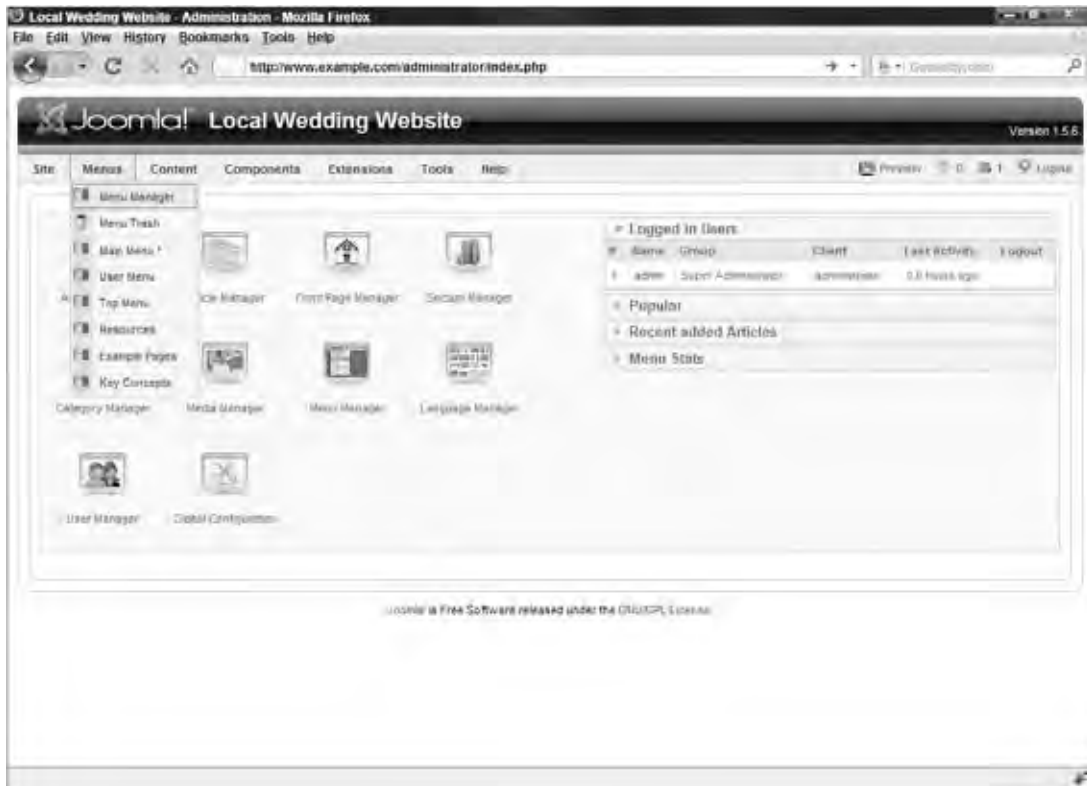 Local Wedding Website - Administration - Mozilla Firefox
File Edit View History Bookmarks Tools Help
http://www.example.com/administrator/index.php
Joomla! Local Wedding Website
Version 1.5.6
Site Menus Content Components Extensions Tools Help
Preview 0 1 Logout
Menu Manager
Menu Trash
Main Menu *
User Menu
Top Menu
Resources
Example Pages
Key Concepts
Front Page Manager Section Manager
Category Manager Media Manager Menu Manager Language Manager
User Manager Global Configuration
Logged in Users
# Name Group Client Last Activity Logout
1 admin Super Administrator administrator 0.0 hours ago
Popular
Recent added Articles
Menu Stats
Joomla! is Free Software released under the GNU/GPL License.